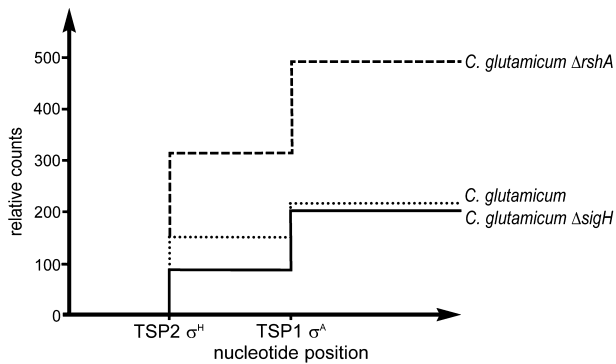 relative counts
500
400
300
200
100
0
C. glutamicum ΔrshA
C. glutamicum
C. glutamicum ΔsigH
TSP2 σᴴ
TSP1 σᴬ
nucleotide position